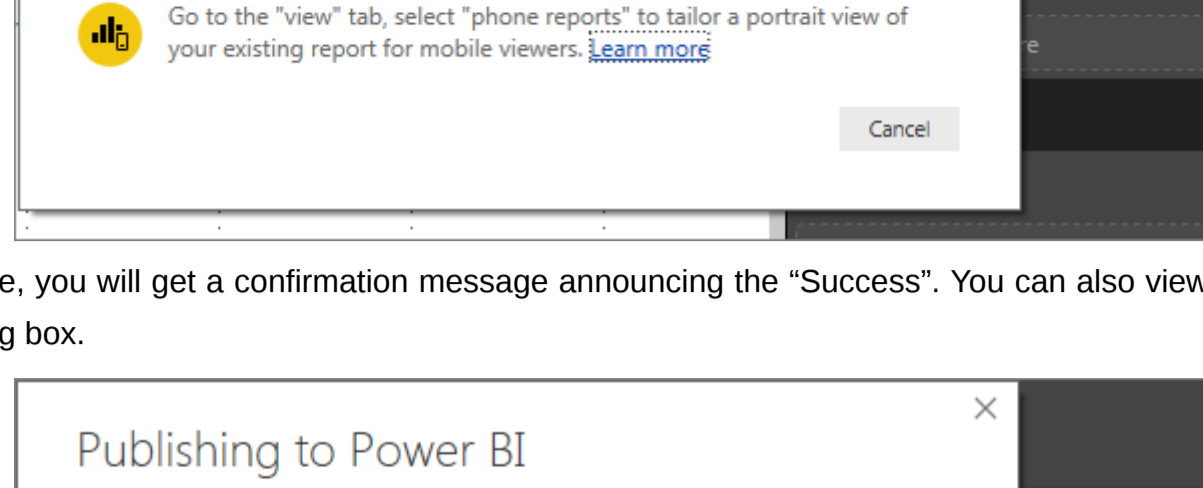 Go to the "view" tab, select "phone reports" to tailor a portrait view of
your existing report for mobile viewers. Learn more
re
Cancel
e, you will get a confirmation message announcing the “Success”. You can also view
g box.
Publishing to Power BI